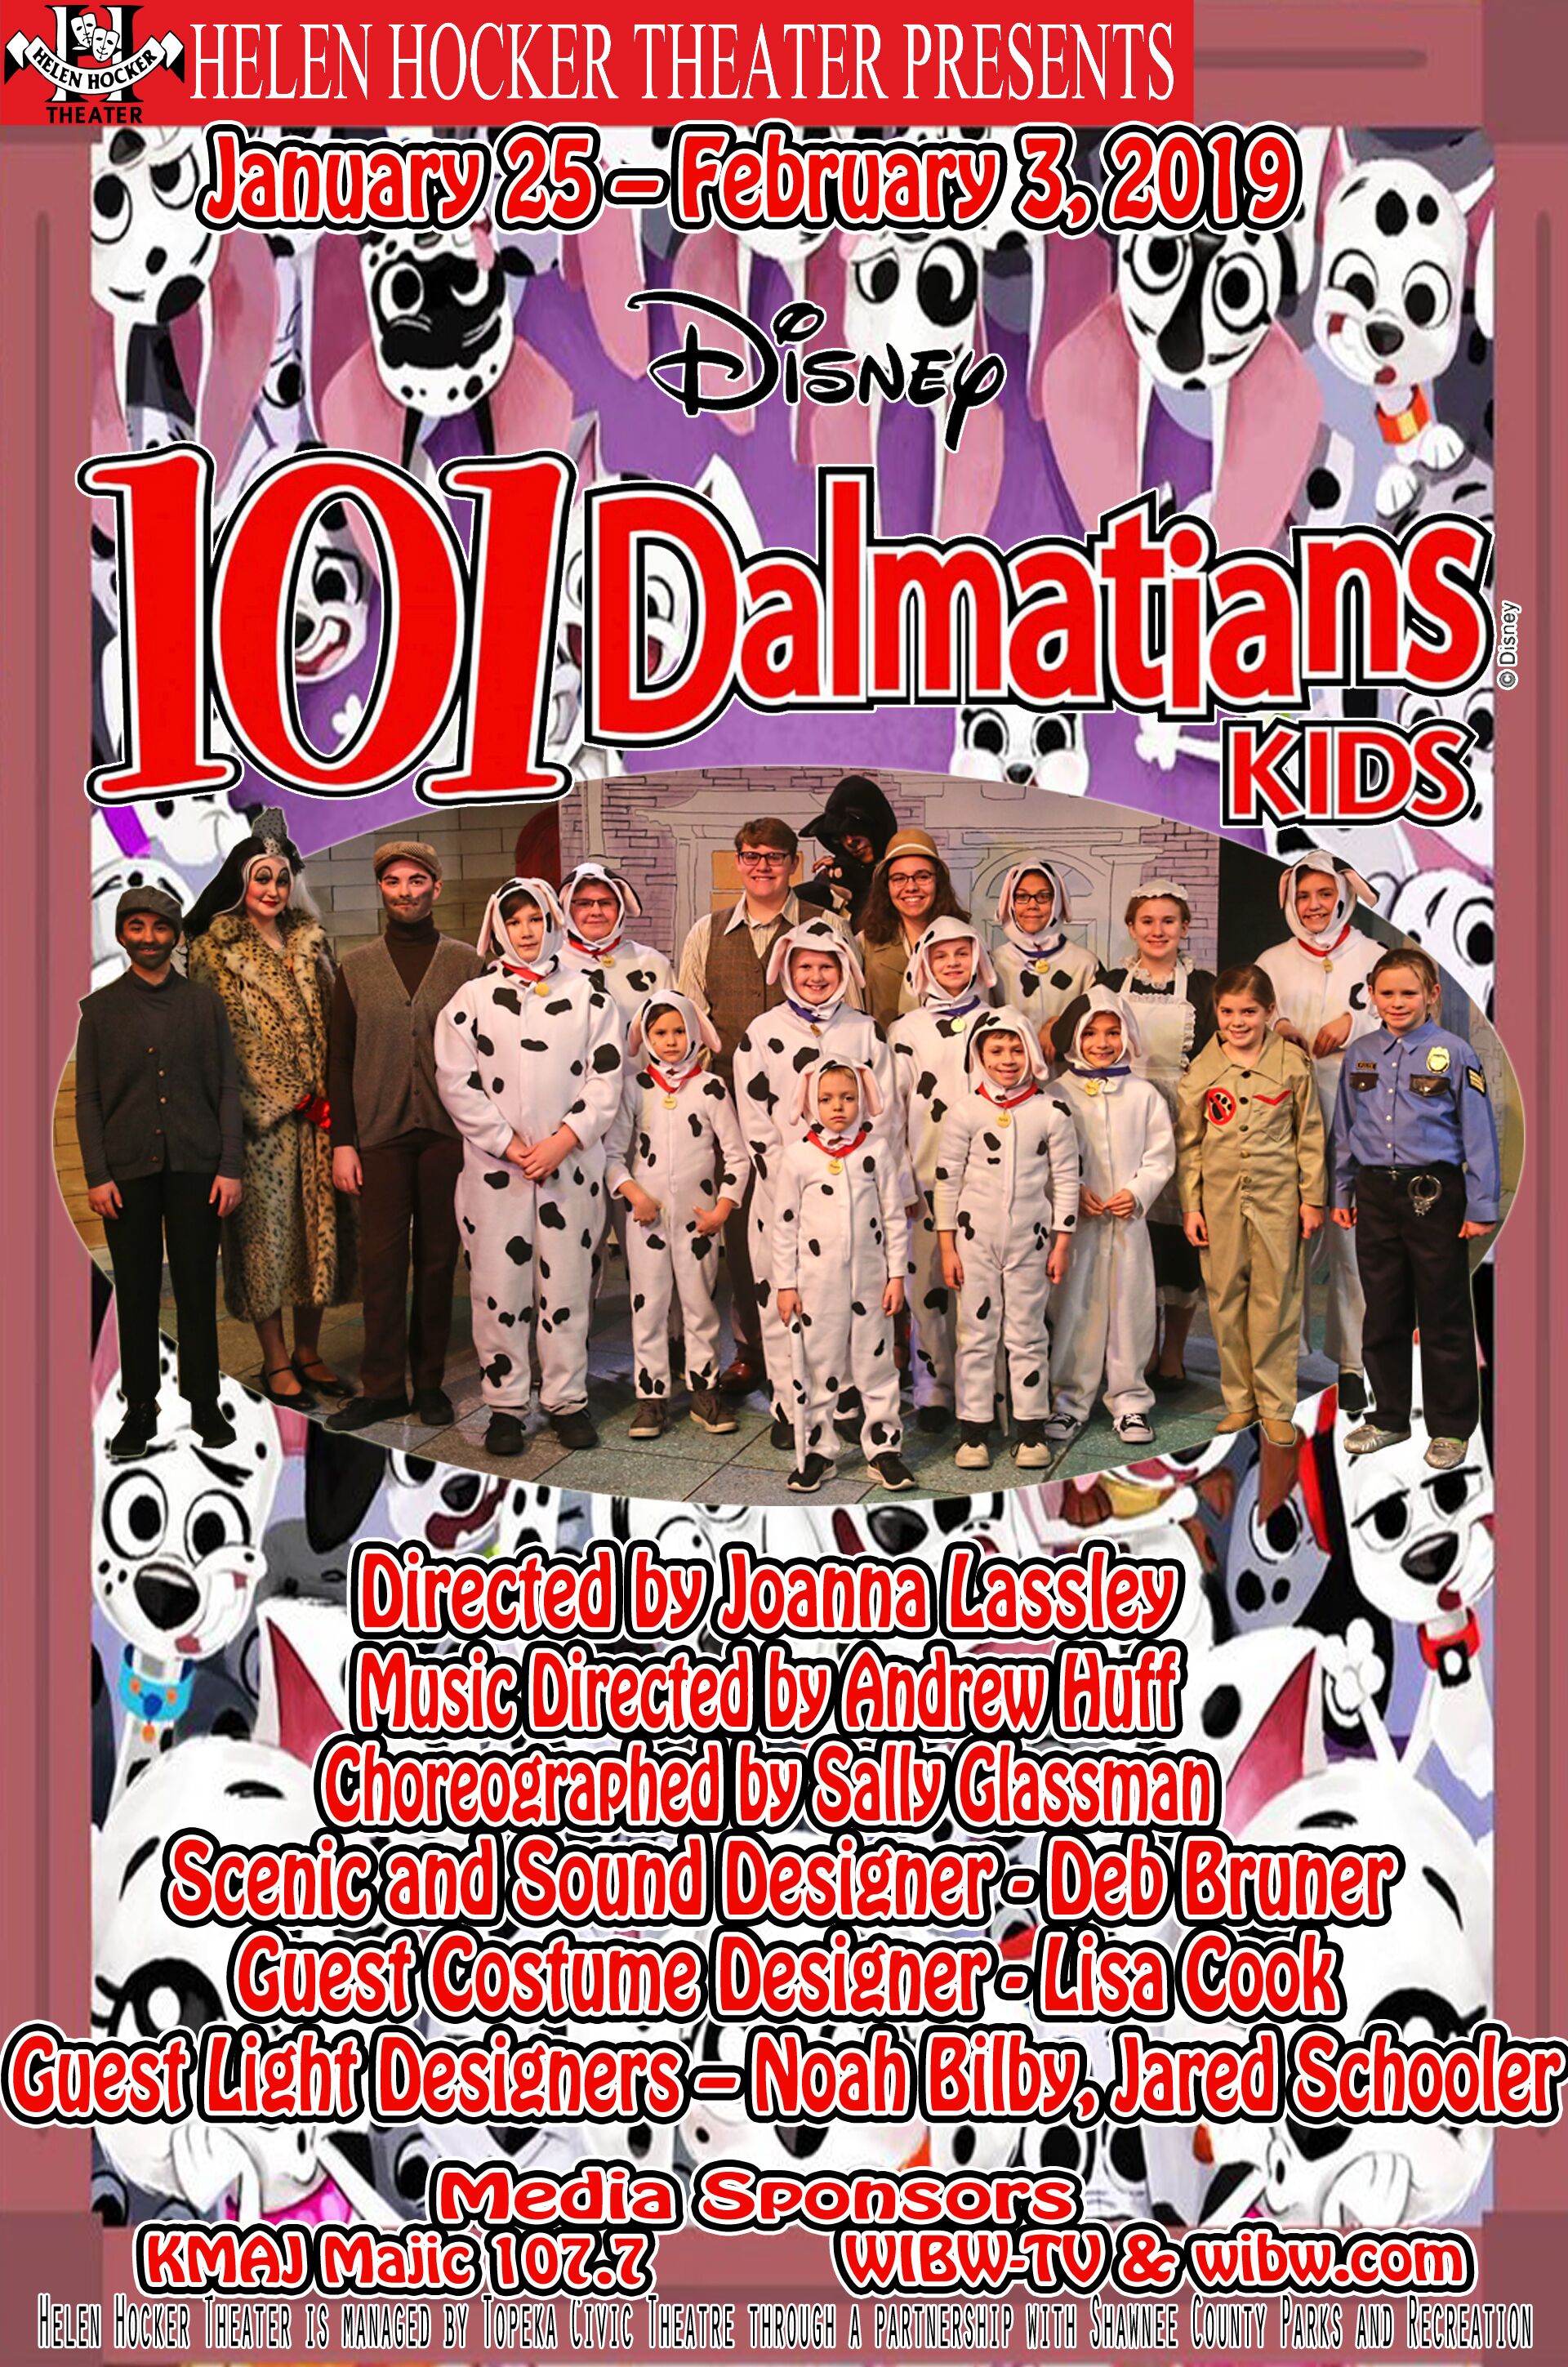 HELEN HOCKER
THEATER
HELEN HOCKER THEATER PRESENTS
January 25 – February 3, 2019
Disney
101 Dalmatians
© Disney
KIDS
Directed by Joanna Lassley
Music Directed by Andrew Huff
Choreographed by Sally Glassman
Scenic and Sound Designer - Deb Bruner
Guest Costume Designer - Lisa Cook
Guest Light Designers – Noah Bilby, Jared Schooler
Media Sponsors
KMAJ Majic 107.7 WIBW-TV & wibw.com
Helen Hocker Theater is managed by Topeka Civic Theatre through a partnership with Shawnee County Parks and Recreation